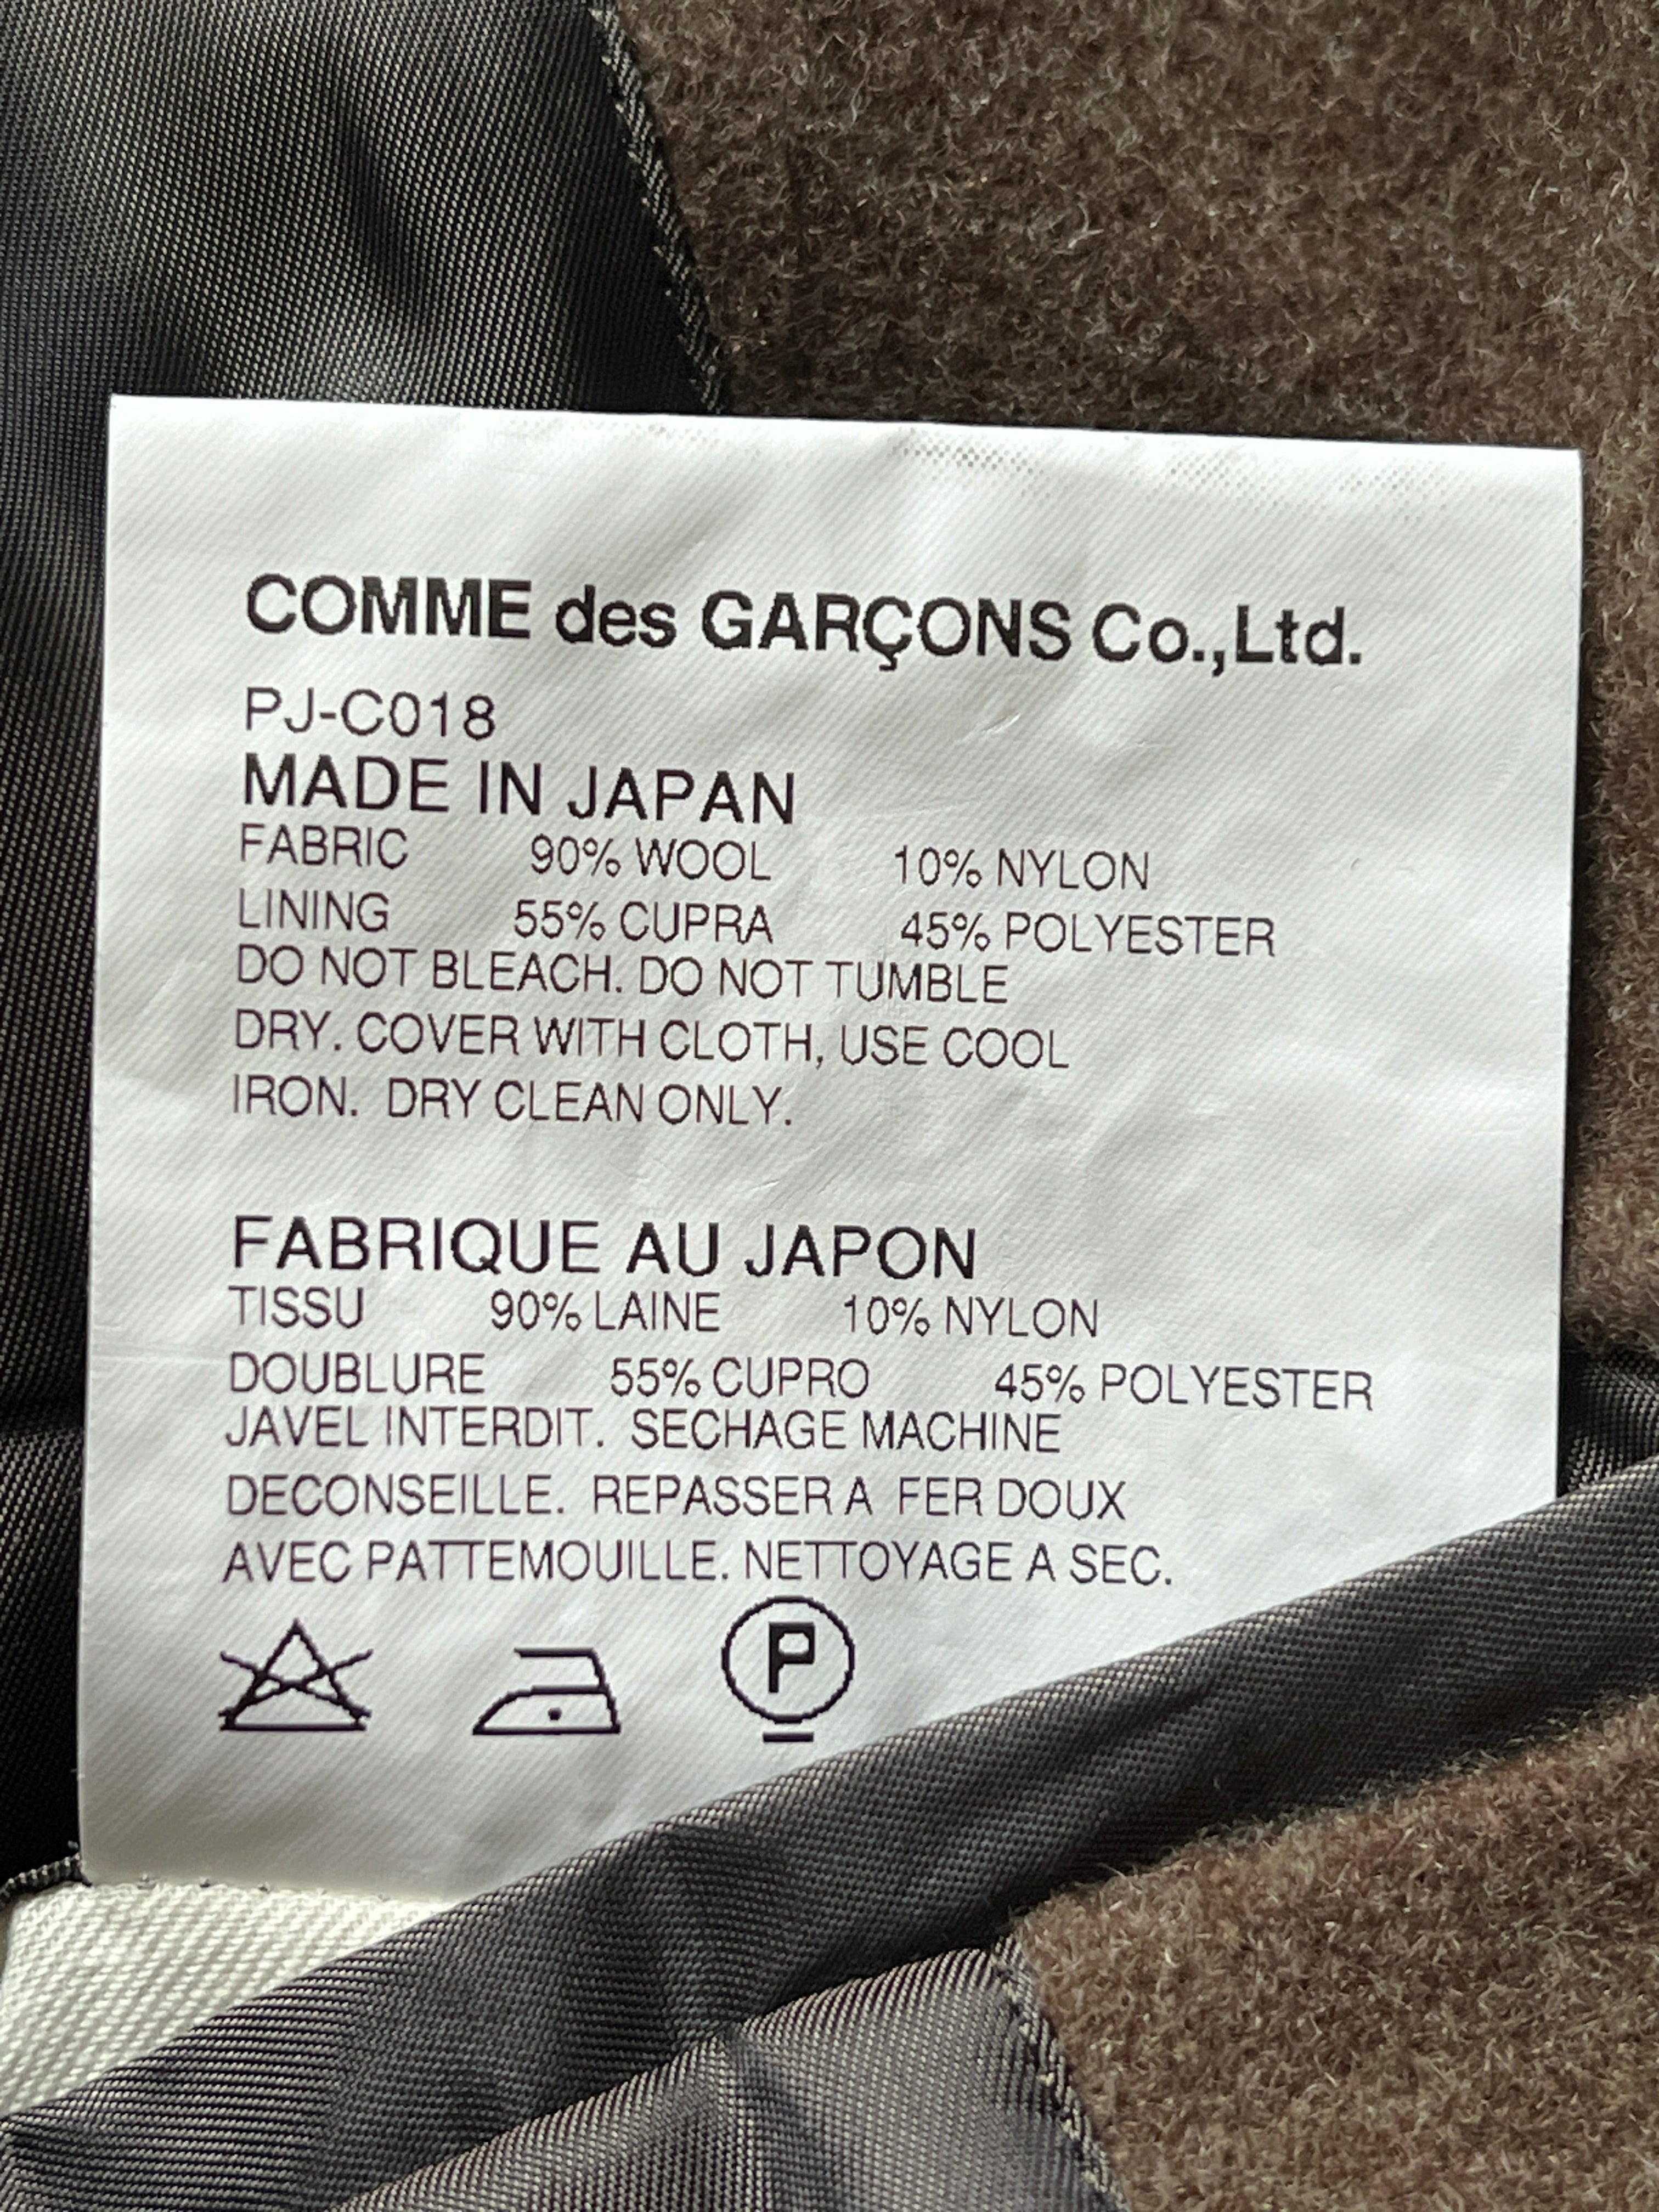 COMME des GARÇONS Co.,Ltd.
PJ-C018
MADE IN JAPAN
FABRIC 90% WOOL 10% NYLON
LINING 55% CUPRA 45% POLYESTER
DO NOT BLEACH. DO NOT TUMBLE
DRY. COVER WITH CLOTH, USE COOL
IRON. DRY CLEAN ONLY.
FABRIQUE AU JAPON
TISSU 90% LAINE 10% NYLON
DOUBLURE 55% CUPRO 45% POLYESTER
JAVEL INTERDIT. SECHAGE MACHINE
DECONSEILLE. REPASSER A FER DOUX
AVEC PATTEMOUILLE. NETTOYAGE A SEC.
P